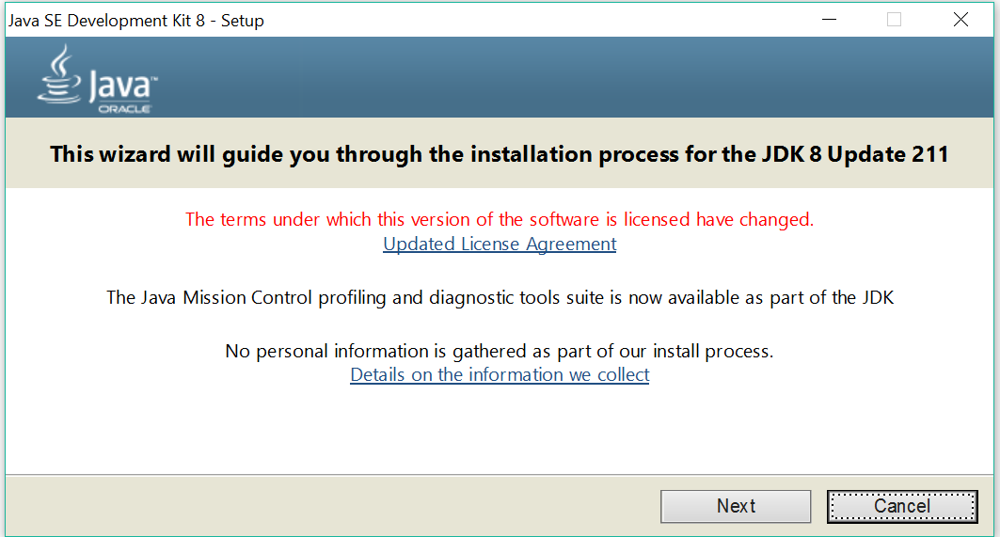 Java SE Development Kit 8 - Setup
Java™
ORACLE
This wizard will guide you through the installation process for the JDK 8 Update 211
The terms under which this version of the software is licensed have changed.
Updated License Agreement
The Java Mission Control profiling and diagnostic tools suite is now available as part of the JDK
No personal information is gathered as part of our install process.
Details on the information we collect
Next Cancel